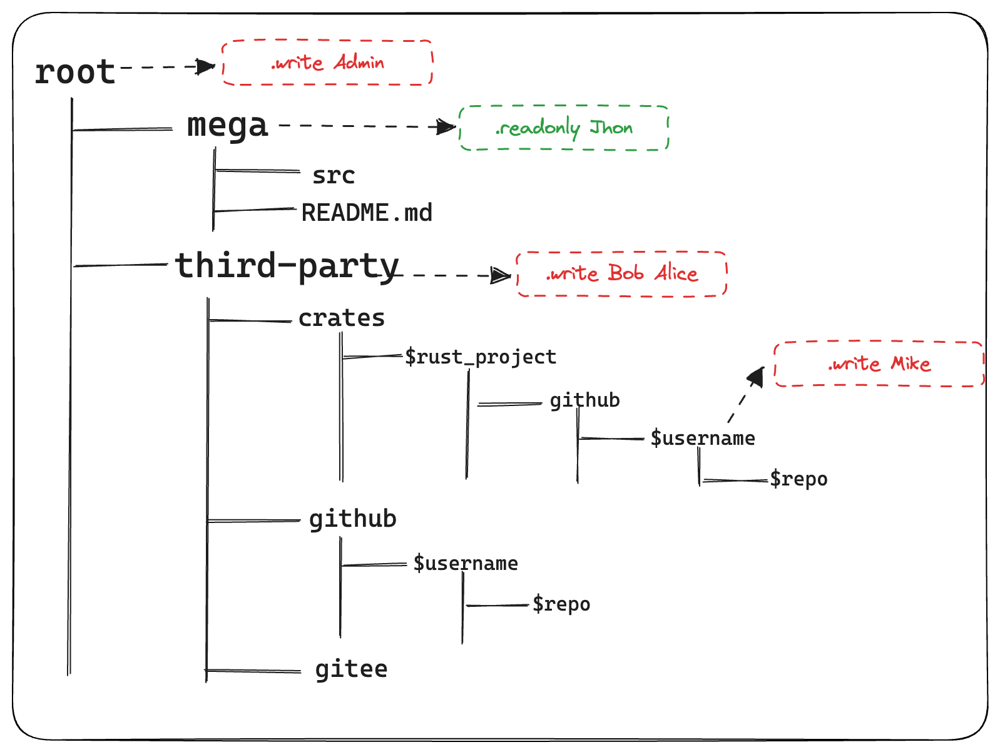 root
.write Admin
mega
.readonly Jhon
src
README.md
third-party
.write Bob Alice
crates
$rust_project
.write Mike
github
$username
$repo
github
$username
$repo
gitee